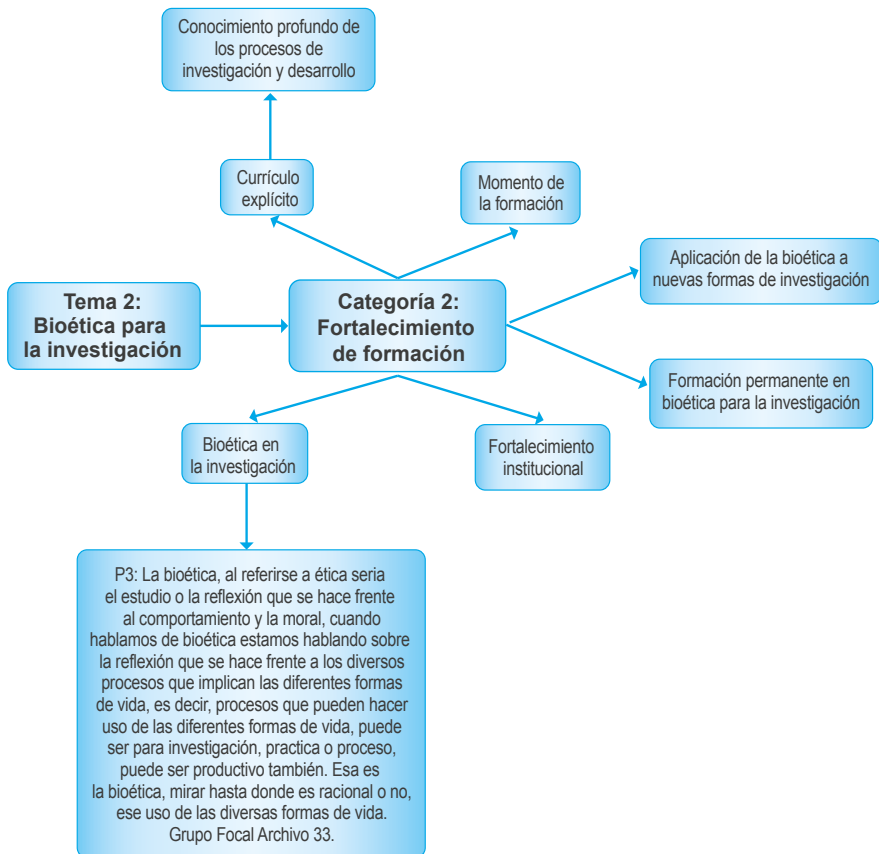 Conocimiento profundo de
los procesos de
investigación y desarrollo
Currículo
explícito
Momento de
la formación
Aplicación de la bioética a
nuevas formas de investigación
Tema 2:
Bioética para
la investigación
Categoría 2:
Fortalecimiento
de formación
Formación permanente en
bioética para la investigación
Bioética en
la investigación
Fortalecimiento
institucional
P3: La bioética, al referirse a ética seria
el estudio o la reflexión que se hace frente
al comportamiento y la moral, cuando
hablamos de bioética estamos hablando sobre
la reflexión que se hace frente a los diversos
procesos que implican las diferentes formas
de vida, es decir, procesos que pueden hacer
uso de las diferentes formas de vida, puede
ser para investigación, practica o proceso,
puede ser productivo también. Esa es
la bioética, mirar hasta donde es racional o no,
ese uso de las diversas formas de vida.
Grupo Focal Archivo 33.